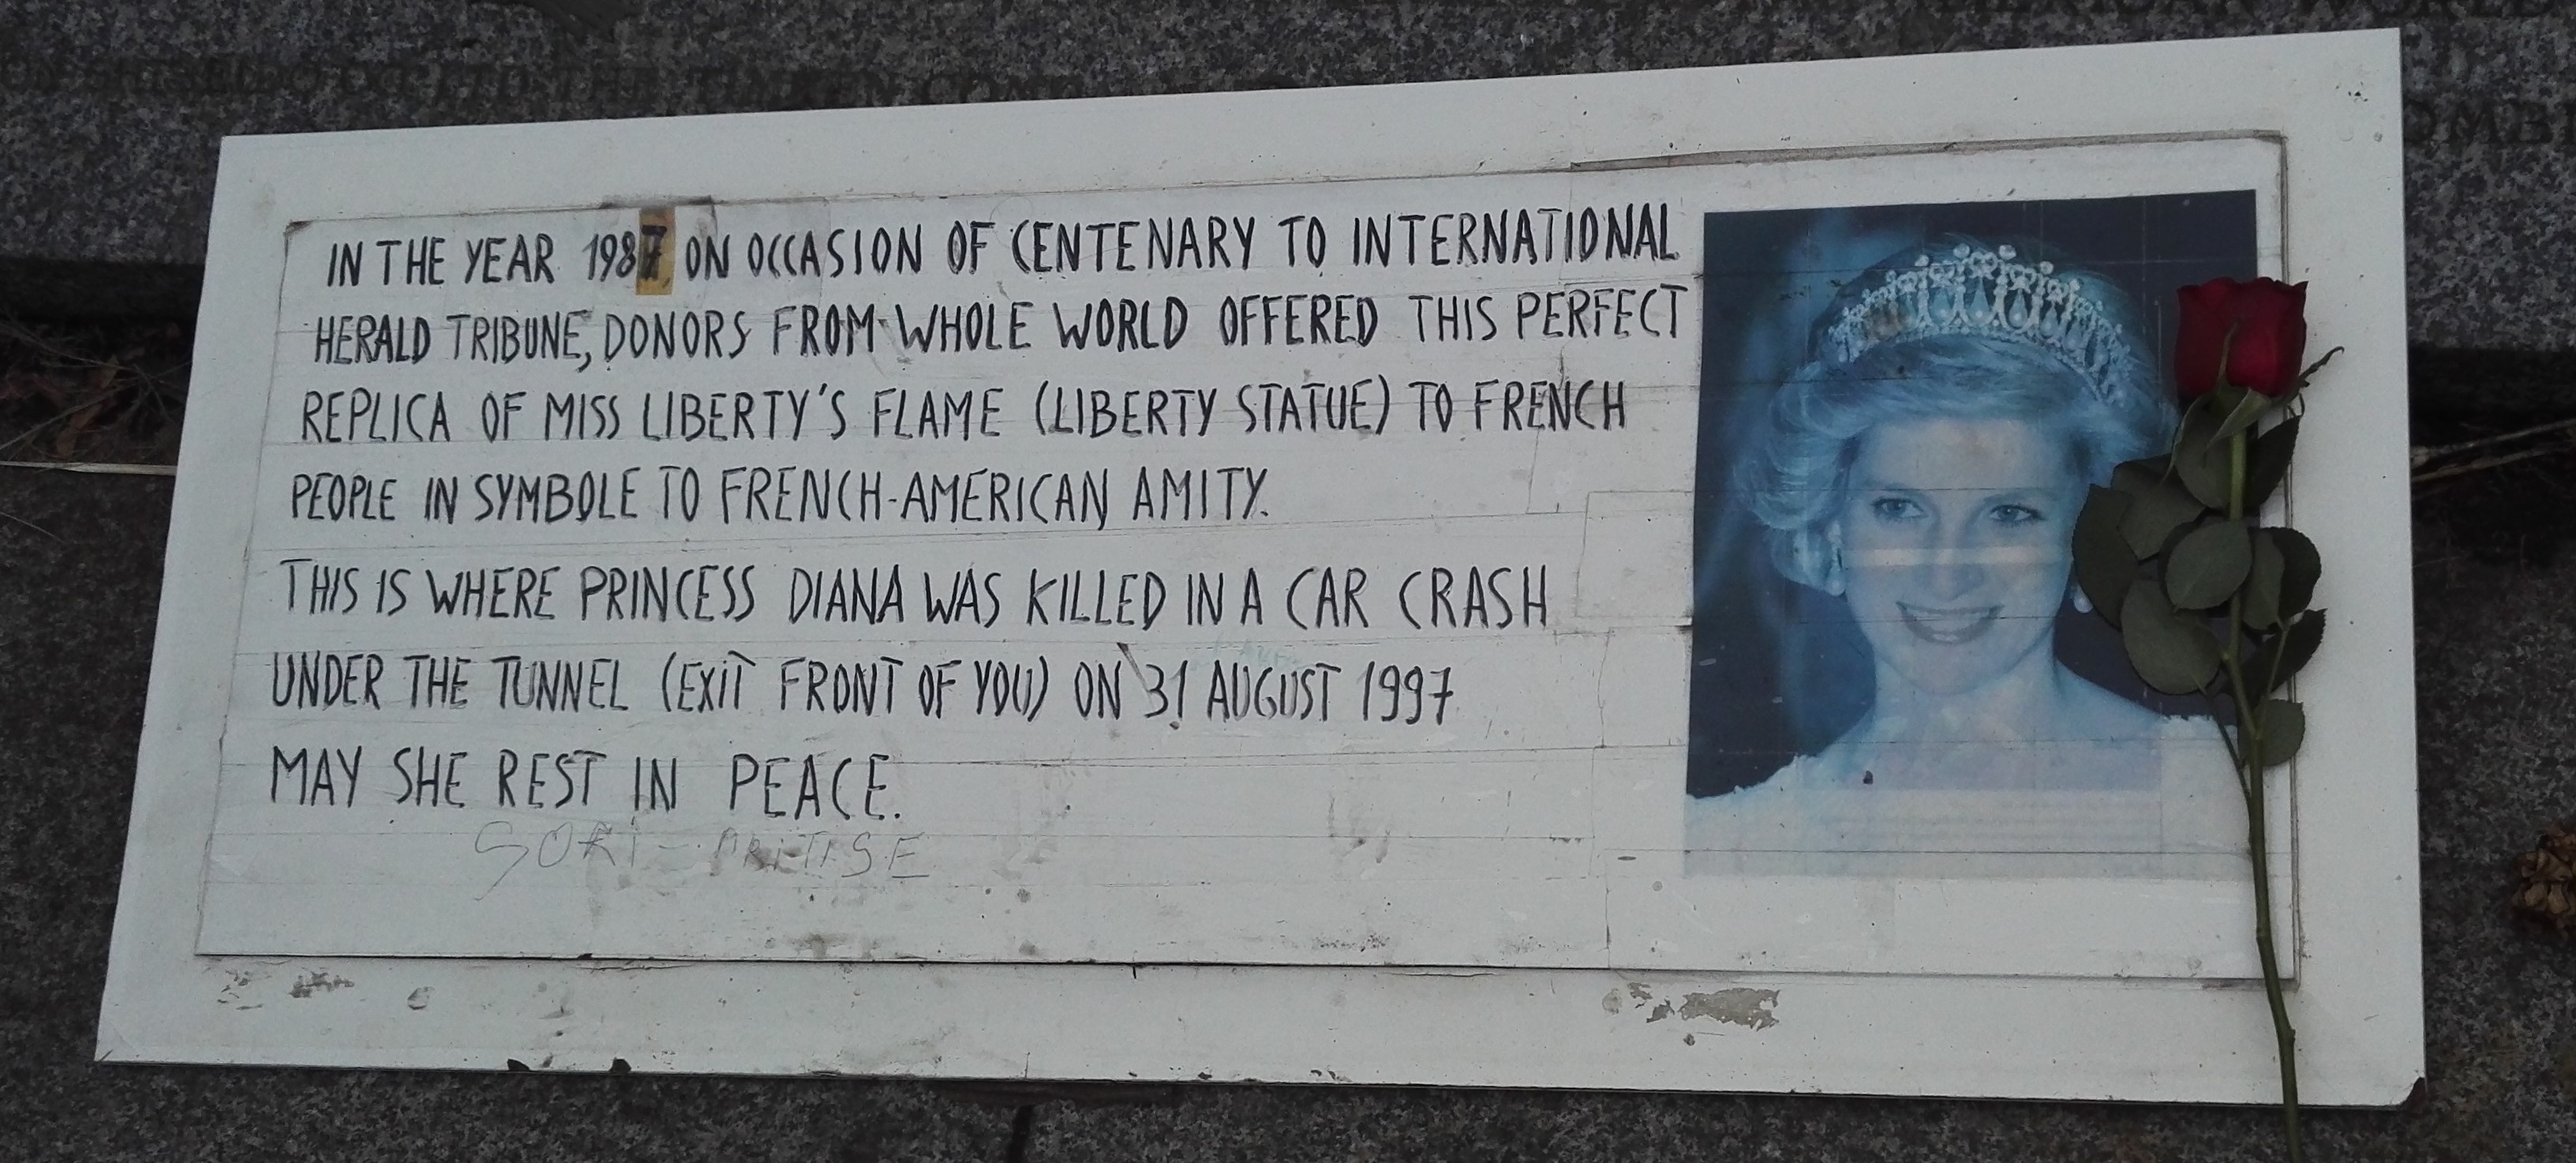 IN THE YEAR 1987, ON OCCASION OF CENTENARY TO INTERNATIONAL
HERALD TRIBUNE, DONORS FROM WHOLE WORLD OFFERED THIS PERFECT
REPLICA OF MISS LIBERTY'S FLAME (LIBERTY STATUE) TO FRENCH
PEOPLE IN SYMBOLE TO FRENCH-AMERICAN AMITY.
THIS IS WHERE PRINCESS DIANA WAS KILLED IN A CAR CRASH
UNDER THE TUNNEL (EXIT FRONT OF YOU) ON 31 AUGUST 1997
MAY SHE REST IN PEACE.